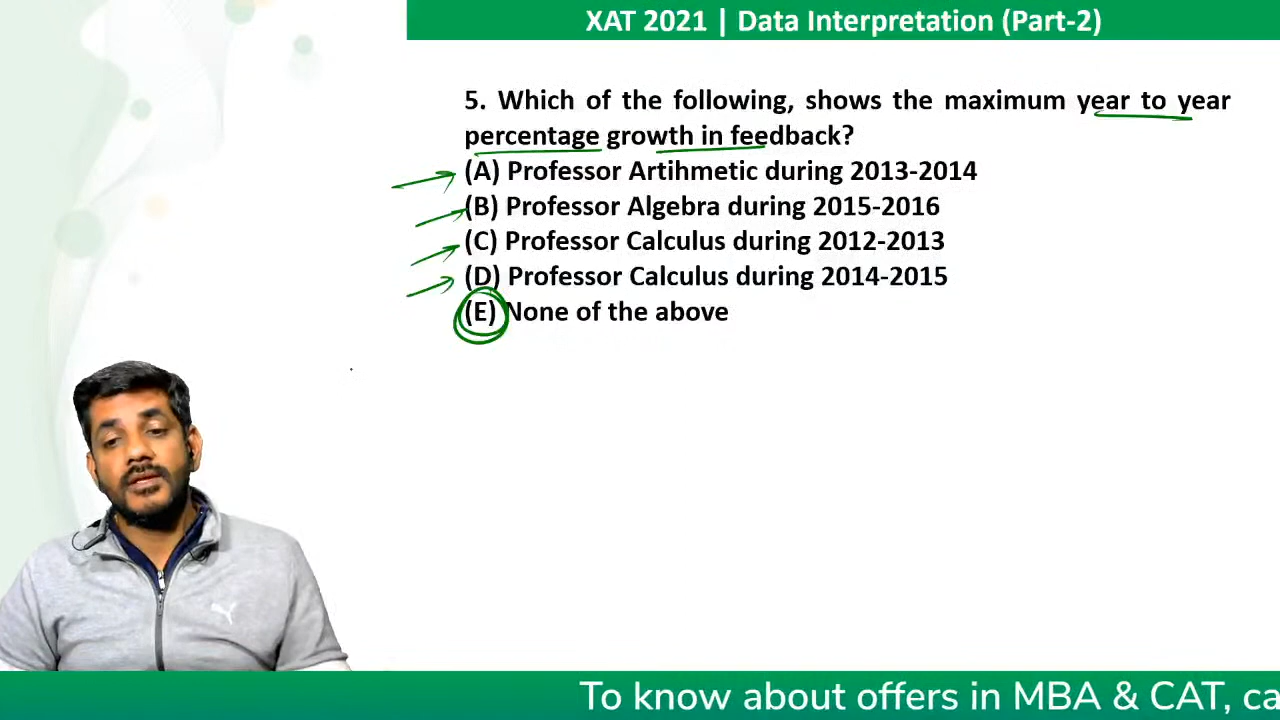 XAT 2021 | Data Interpretation (Part-2)
5. Which of the following, shows the maximum year to year
percentage growth in feedback?
(A) Professor Artihmetic during 2013-2014
(B) Professor Algebra during 2015-2016
(C) Professor Calculus during 2012-2013
(D) Professor Calculus during 2014-2015
(E) None of the above
To know about offers in MBA & CAT, ca